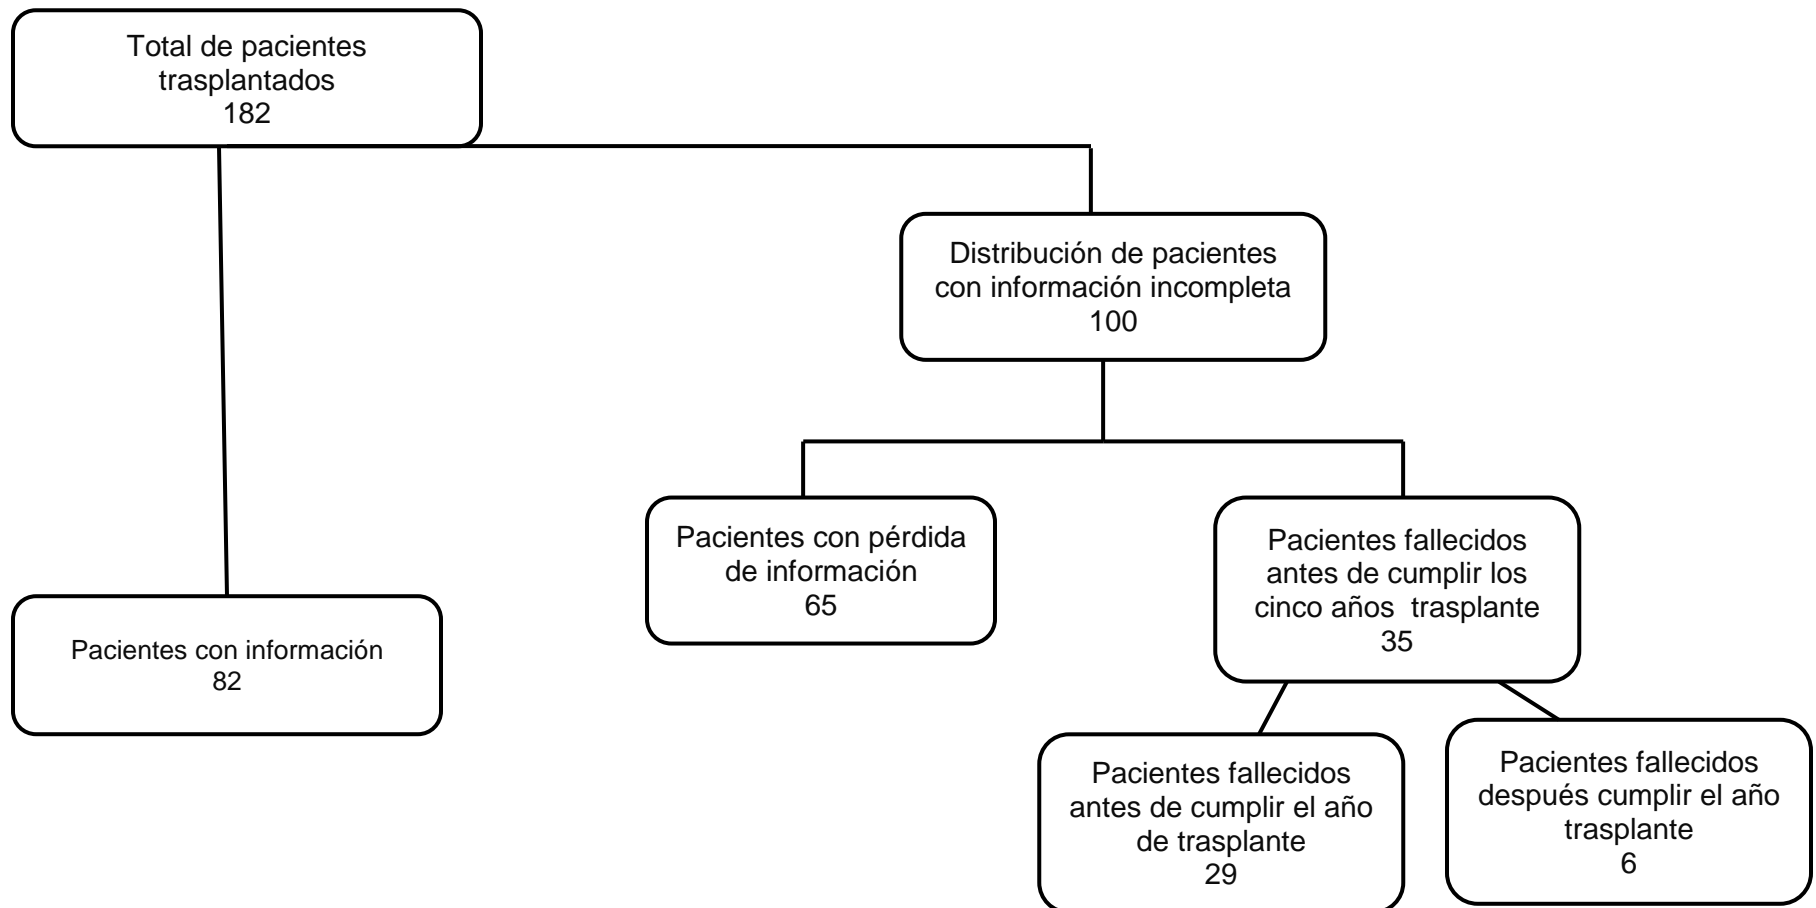 Total de pacientes
trasplantados
182
Distribución de pacientes
con información incompleta
100
Pacientes con pérdida
de información
65
Pacientes fallecidos
antes de cumplir los
cinco años  trasplante
35
Pacientes con información
82
Pacientes fallecidos
antes de cumplir el año
de trasplante
29
Pacientes fallecidos
después cumplir el año
trasplante
6